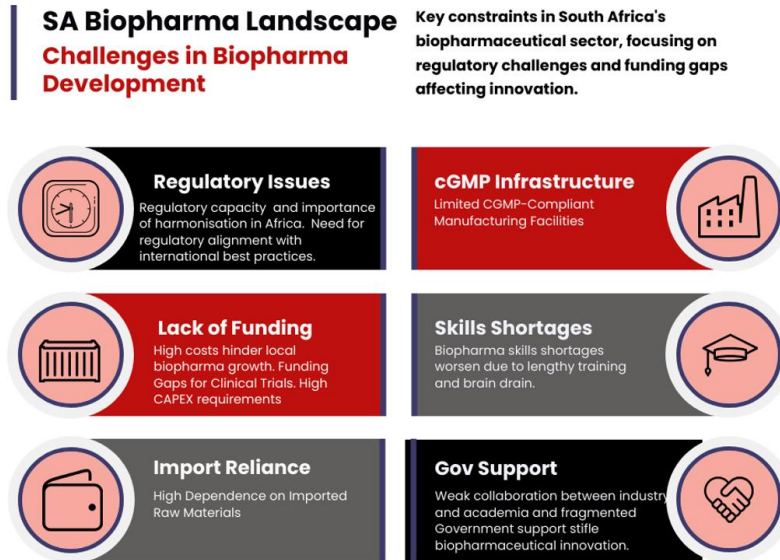 SA Biopharma Landscape
Challenges in Biopharma
Development
Key constraints in South Africa's
biopharmaceutical sector, focusing on
regulatory challenges and funding gaps
affecting innovation.
Regulatory Issues
Regulatory capacity and importance
of harmonisation in Africa. Need for
regulatory alignment with
international best practices.
cGMP Infrastructure
Limited CGMP-Compliant
Manufacturing Facilities
Lack of Funding
High costs hinder local
biopharma growth. Funding
Gaps for Clinical Trials. High
CAPEX requirements
Skills Shortages
Biopharma skills shortages
worsen due to lengthy training
and brain drain.
Import Reliance
High Dependence on Imported
Raw Materials
Gov Support
Weak collaboration between industry
and academia and fragmented
Government support stifle
biopharmaceutical innovation.